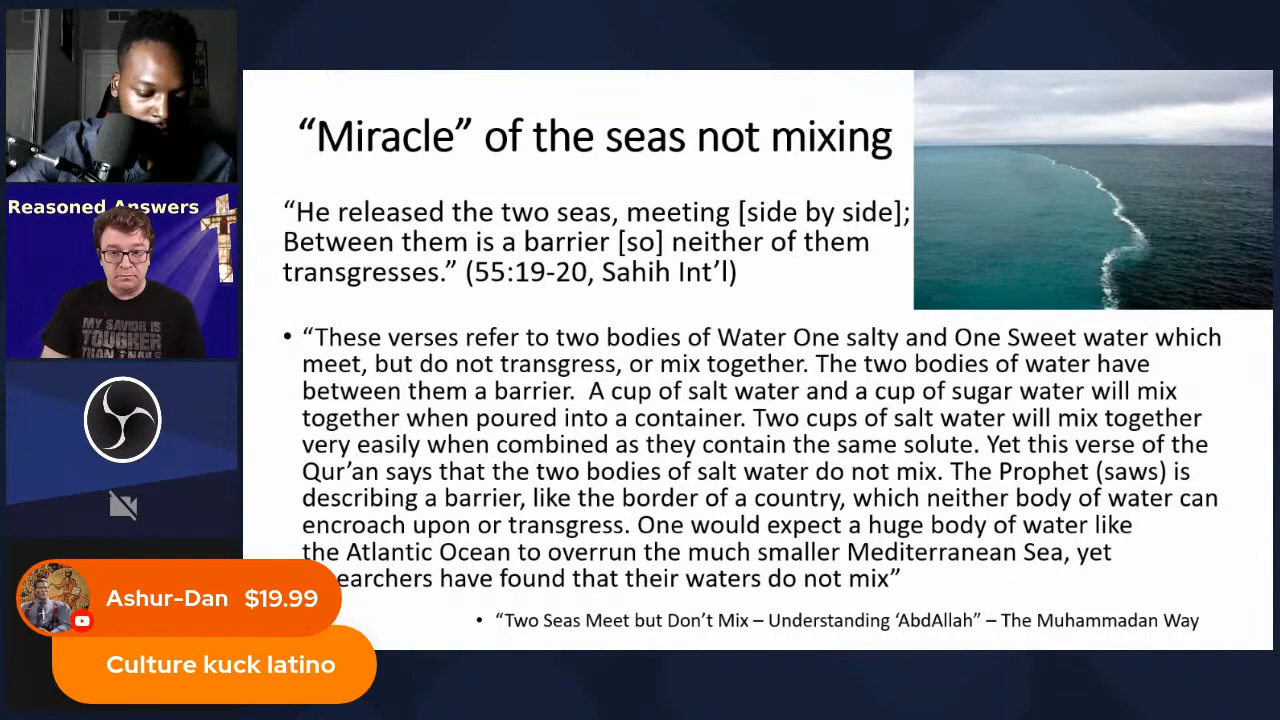 “Miracle” of the seas not mixing
“He released the two seas, meeting [side by side];
Between them is a barrier [so] neither of them
transgresses.” (55:19-20, Sahih Int’l)
• “These verses refer to two bodies of Water One salty and One Sweet water which
meet, but do not transgress, or mix together. The two bodies of water have
between them a barrier.  A cup of salt water and a cup of sugar water will mix
together when poured into a container. Two cups of salt water will mix together
very easily when combined as they contain the same solute. Yet this verse of the
Qur’an says that the two bodies of salt water do not mix. The Prophet (saws) is
describing a barrier, like the border of a country, which neither body of water can
encroach upon or transgress. One would expect a huge body of water like
the Atlantic Ocean to overrun the much smaller Mediterranean Sea, yet
earchers have found that their waters do not mix”
• “Two Seas Meet but Don’t Mix – Understanding ‘AbdAllah” – The Muhammadan Way
Reasoned Answers
MY SAVIOR IS
TOUGHER
THAN NAILS
Ashur-Dan $19.99
Culture kuck latino